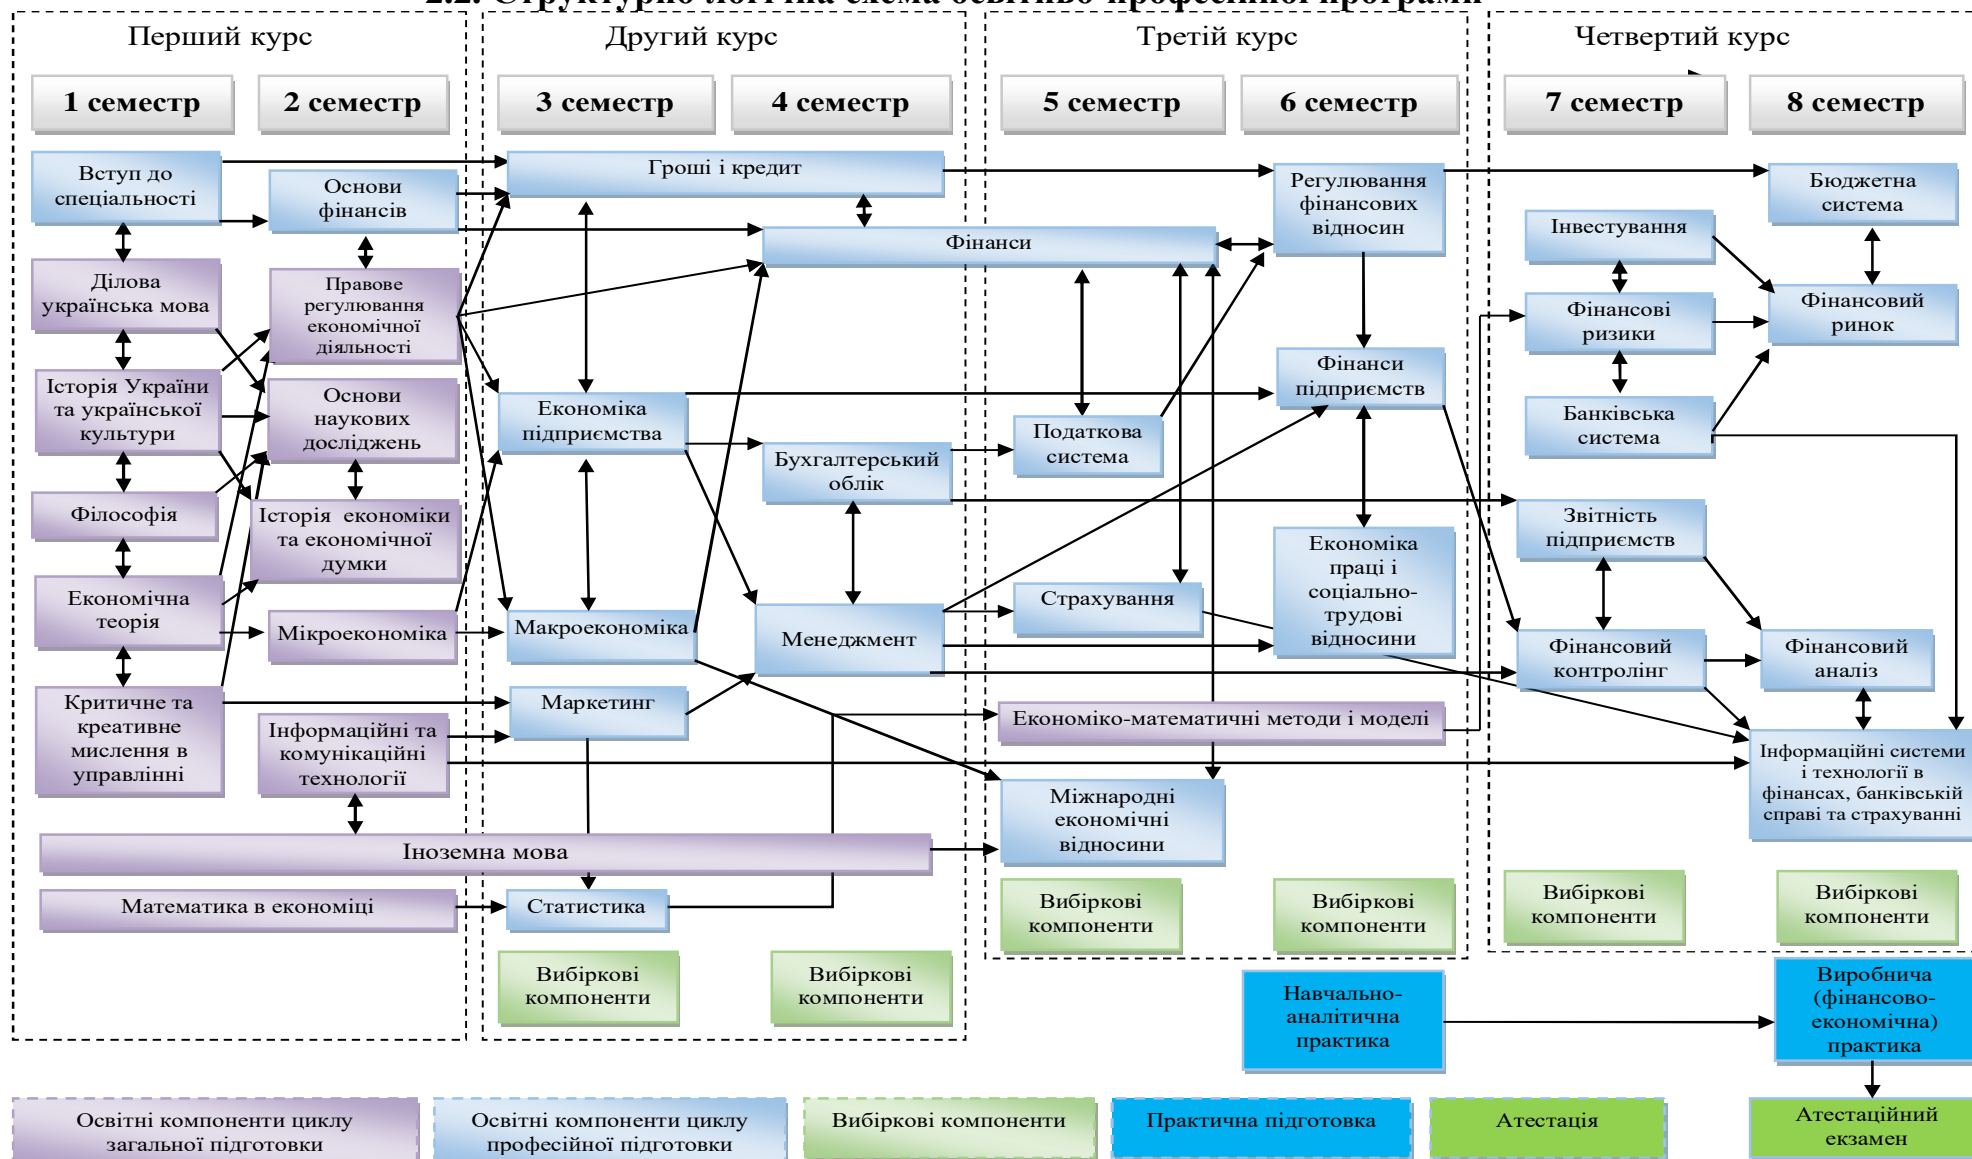 2.2. Структурно-логічна схема освітньо-професійної програми
Перший курс
Другий курс
Третій курс
Четвертий курс
1 семестр
2 семестр
3 семестр
4 семестр
5 семестр
6 семестр
7 семестр
8 семестр
Вступ до
спеціальності
Ділова
українська мова
Історія України
та української
культури
Філософія
Економічна
теорія
Критичне та
креативне
мислення в
управлінні
Основи
фінансів
Правове
регулювання
економічної
діяльності
Основи
наукових
досліджень
Історія економіки
та економічної
думки
Мікроекономіка
Інформаційні та
комунікаційні
технології
Іноземна мова
Математика в економіці
Гроші і кредит
Фінанси
Економіка
підприємства
Бухгалтерський
облік
Макроекономіка
Менеджмент
Маркетинг
Статистика
Вибіркові
компоненти
Вибіркові
компоненти
Податкова
система
Страхування
Економіко-математичні методи і моделі
Міжнародні
економічні
відносини
Вибіркові
компоненти
Регулювання
фінансових
відносин
Фінанси
підприємств
Економіка
праці і
соціально-
трудові
відносини
Вибіркові
компоненти
Навчально-
аналітична
практика
Інвестування
Фінансові
ризики
Банківська
система
Звітність
підприємств
Фінансовий
контролінг
Вибіркові
компоненти
Бюджетна
система
Фінансовий
ринок
Фінансовий
аналіз
Інформаційні системи
і технології в
фінансах, банківській
справі та страхуванні
Вибіркові
компоненти
Виробнича
(фінансово-
економічна)
практика
Освітні компоненти циклу
загальної підготовки
Освітні компоненти циклу
професійної підготовки
Вибіркові компоненти
Практична підготовка
Атестація
Атестаційний
екзамен